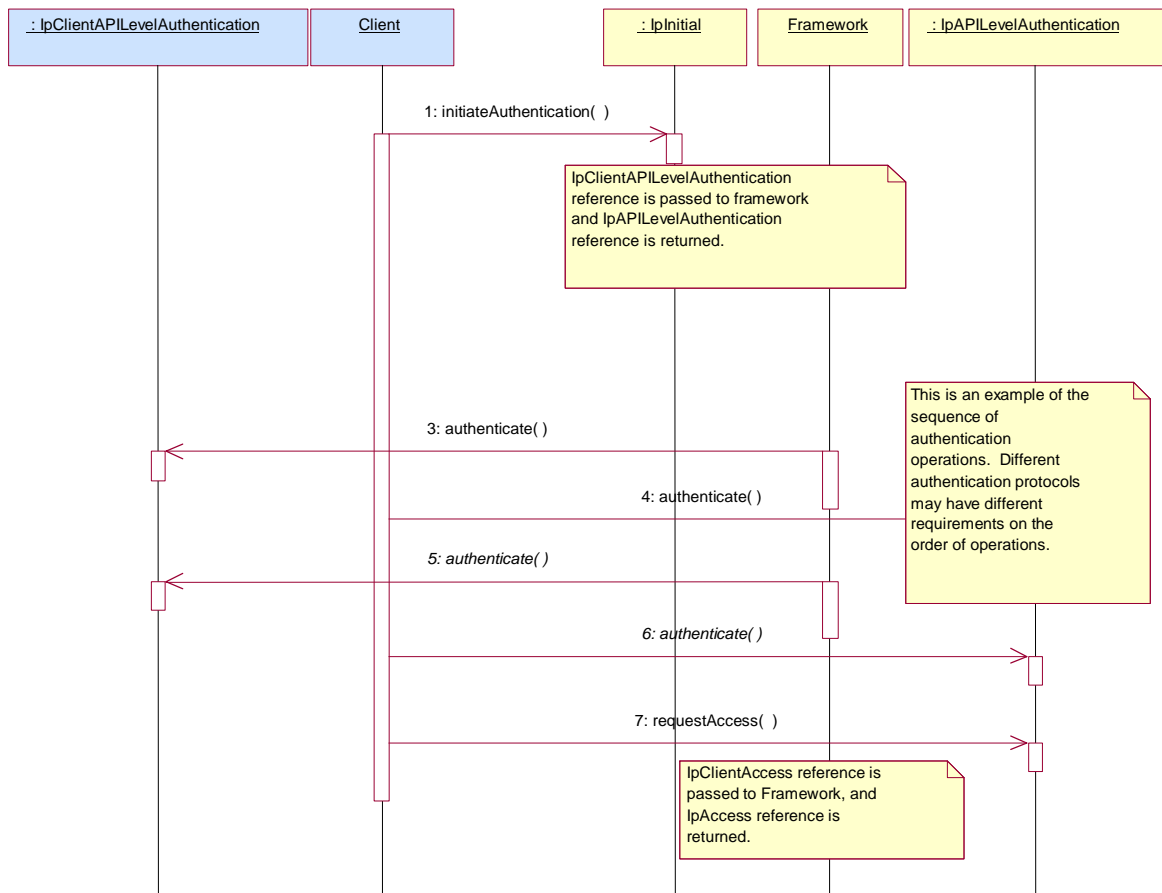 : IpClientAPILevelAuthentication
Client
: IpInitial
Framework
: IpAPILevelAuthentication
1: initiateAuthentication( )
IpClientAPILevelAuthentication
reference is passed to framework
and IpAPILevelAuthentication
reference is returned.
This is an example of the
sequence of
authentication
operations. Different
authentication protocols
may have different
requirements on the
order of operations.
3: authenticate( )
4: authenticate( )
5: authenticate( )
6: authenticate( )
7: requestAccess( )
IpClientAccess reference is
passed to Framework, and
IpAccess reference is
returned.